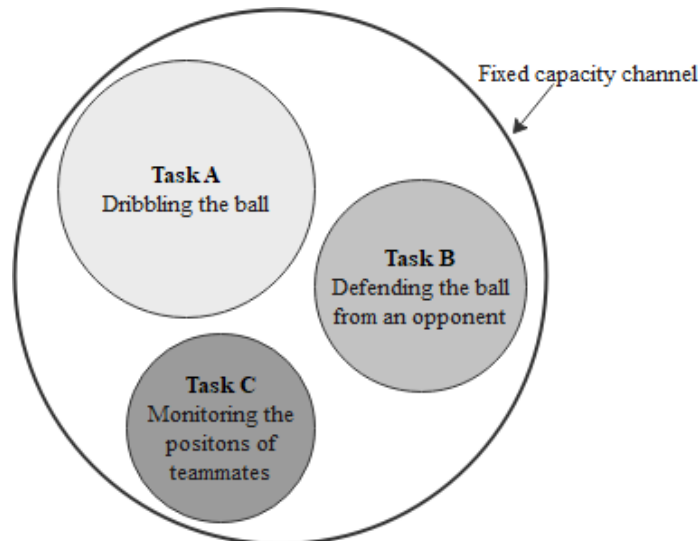 Fixed capacity channel
Task A
Dribbling the ball
Task B
Defending the ball
from an opponent
Task C
Monitoring the
positons of
teammates